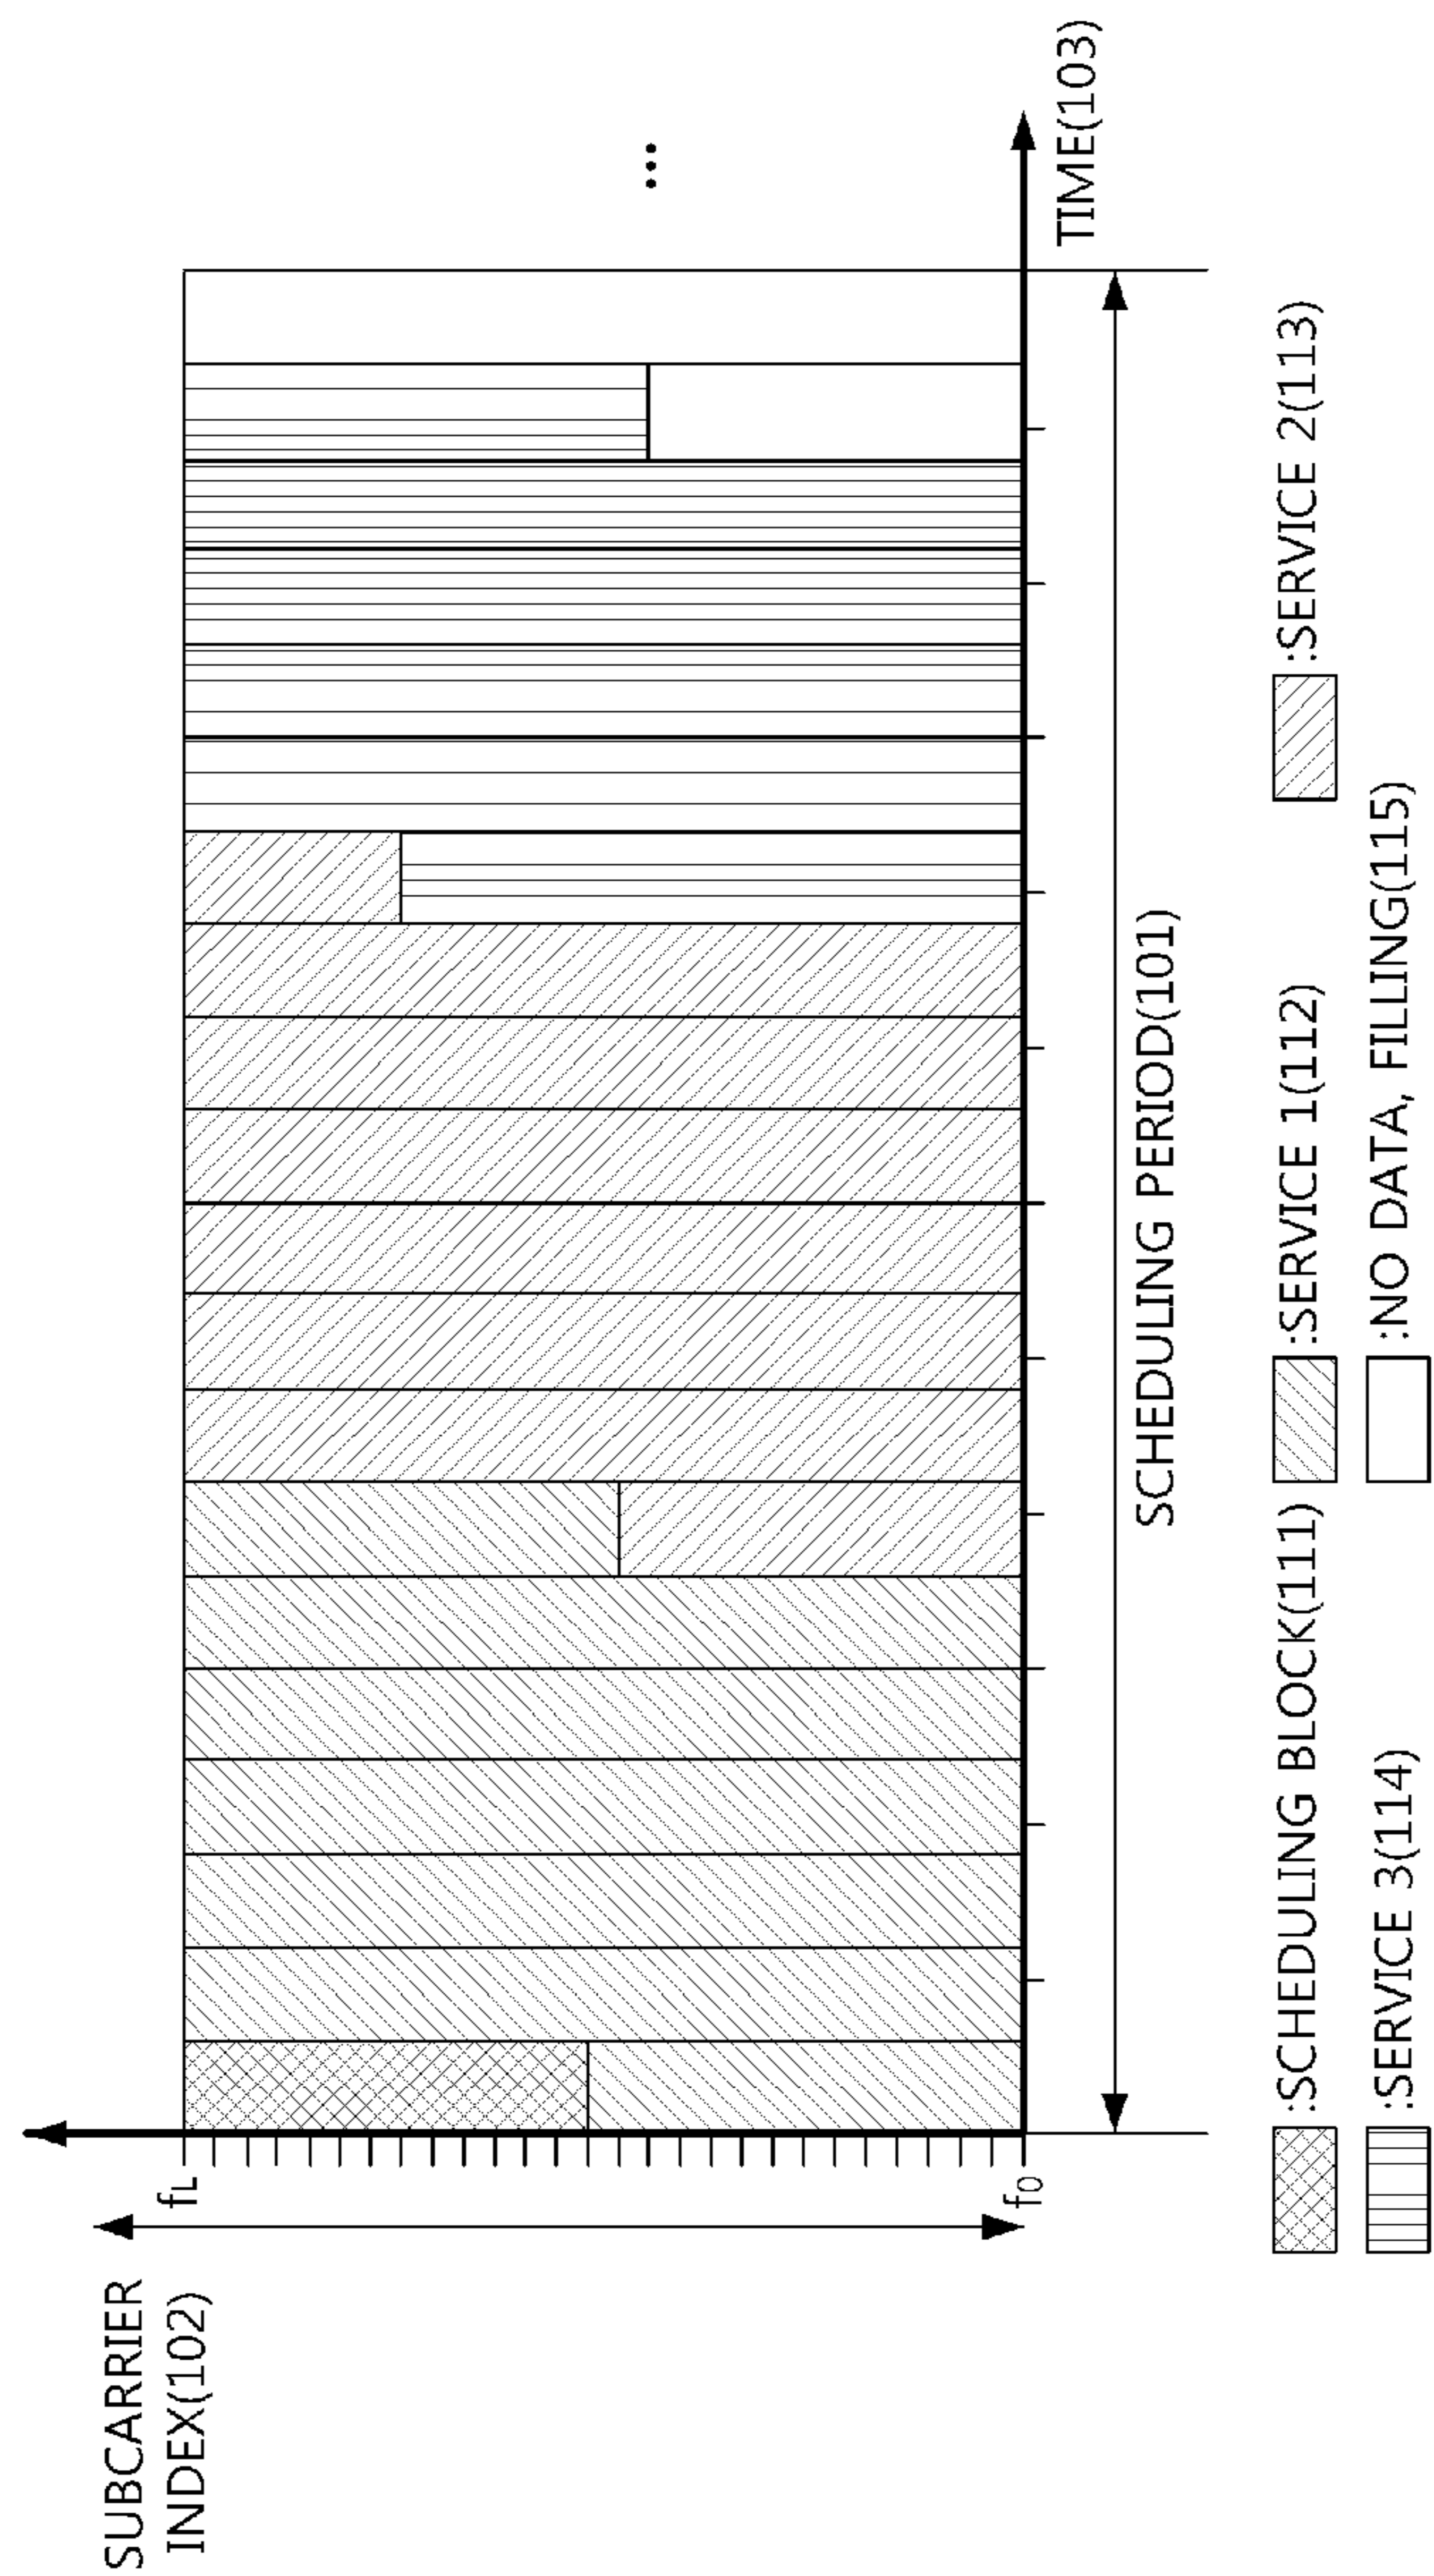 SUBCARRIER
INDEX(102)
fL
f0
...
TIME(103)
SCHEDULING PERIOD(101)
:SCHEDULING BLOCK(111) :SERVICE 1(112) :SERVICE 2(113)
:SERVICE 3(114) :NO DATA, FILLING(115)